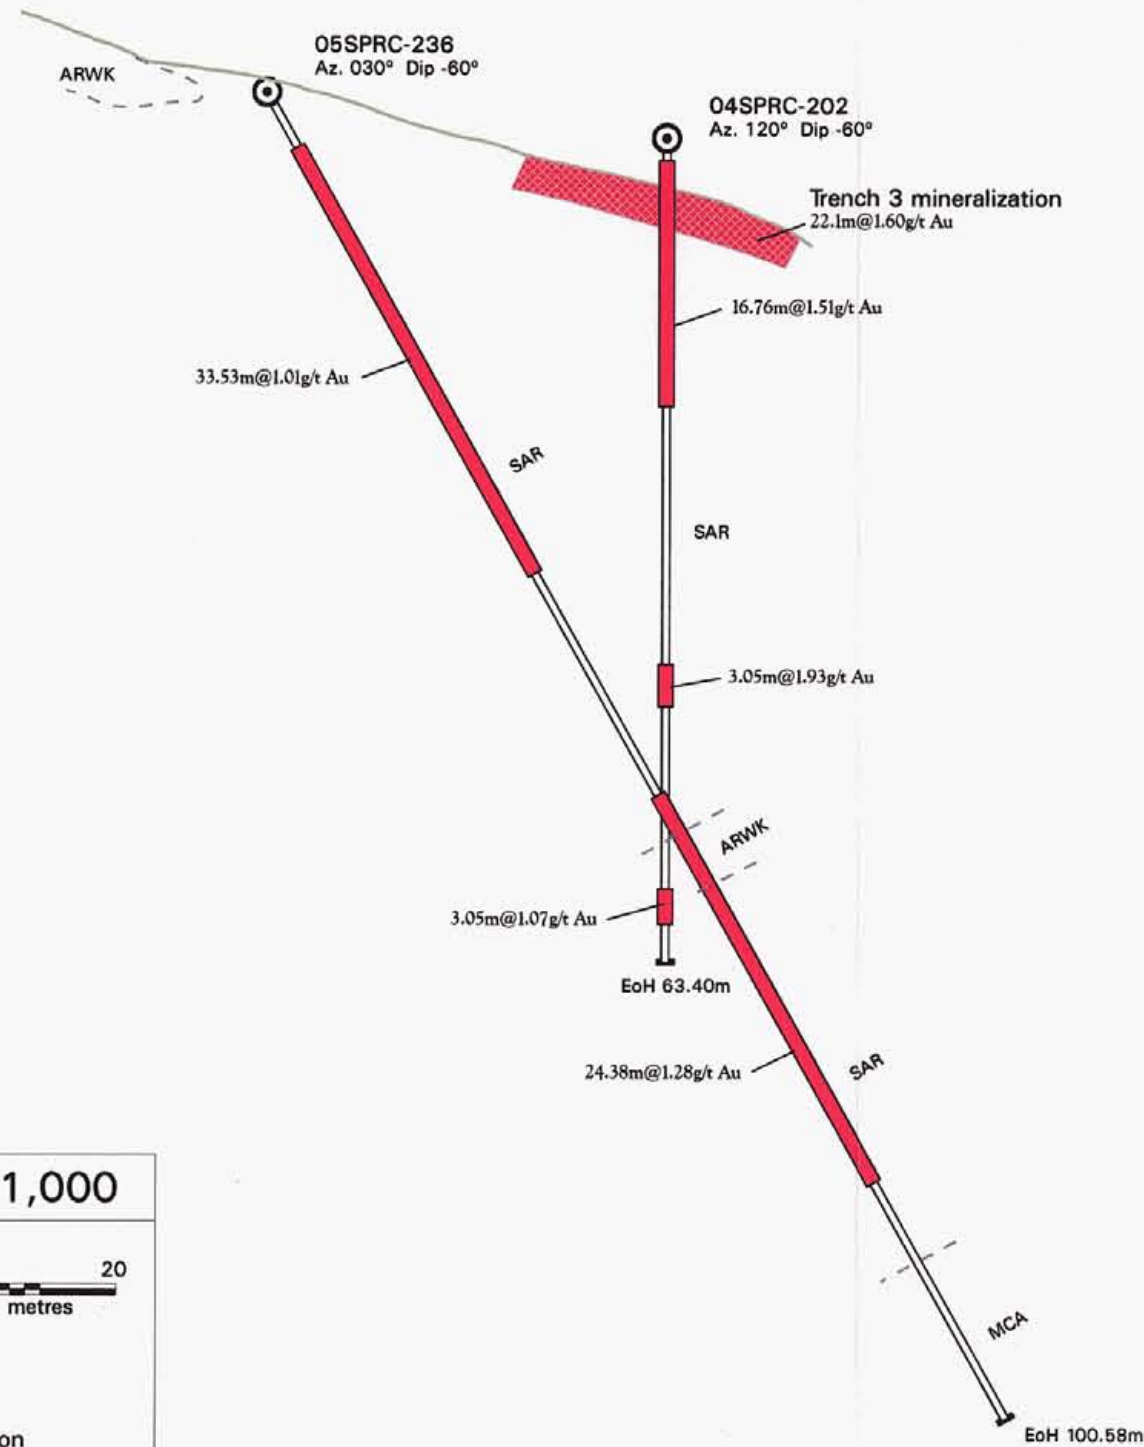 05SPRC-236
Az. 030° Dip -60°
ARWK
04SPRC-202
Az. 120° Dip -60°
Trench 3 mineralization
22.1m@1.60g/t Au
16.76m@1.51g/t Au
33.53m@1.01g/t Au
SAR
SAR
3.05m@1.93g/t Au
ARWK
3.05m@1.07g/t Au
EoH 63.40m
24.38m@1.28g/t Au
SAR
1,000
20
metres
MCA
EoH 100.58m
on